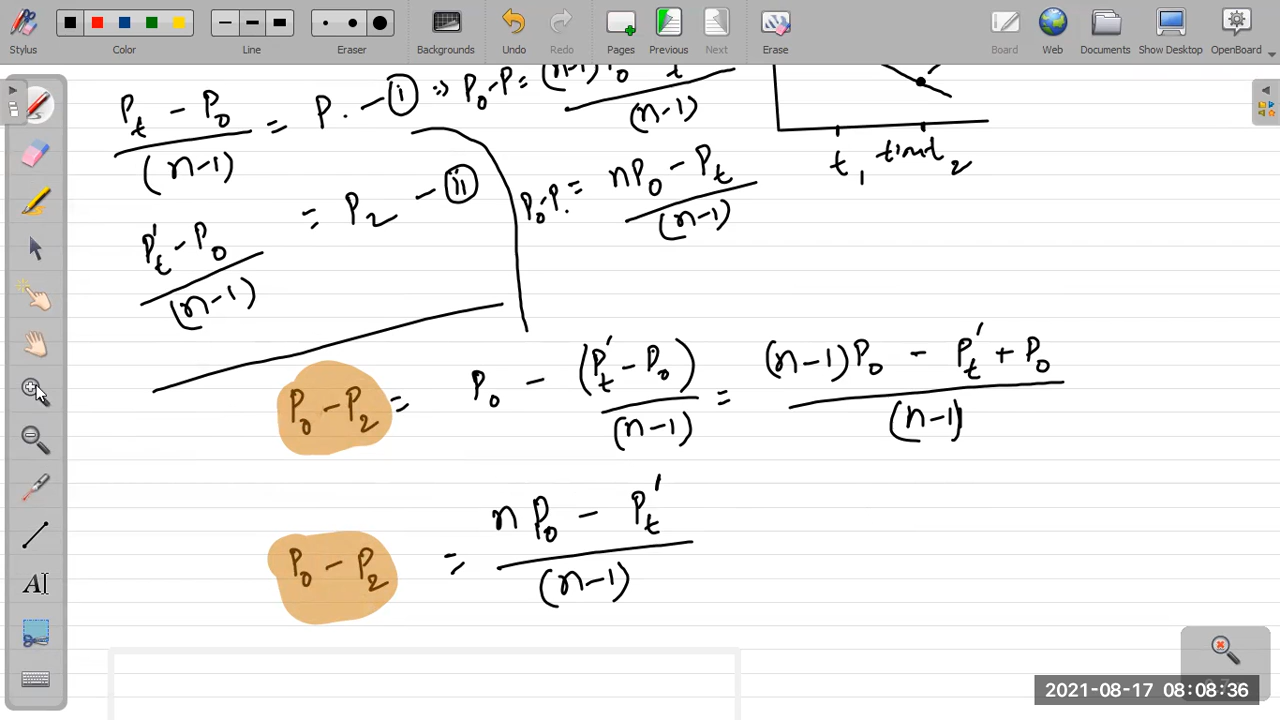 Stylus Color Line Eraser Backgrounds Undo Redo Pages Previous Next Erase Board Web Documents Show Desktop OpenBoard
(Pt - P0)/(n-1) = P. - (i) => P0-P = (n-1)P0 t/(n-1)
(P't - P0)/(n-1) = P2 - (ii)
P0-P. = (nP0 - Pt)/(n-1)
t1 time t2
P0 - P2 = P0 - (P't - P0)/(n-1) = ((n-1)P0 - P't + P0)/(n-1)
P0 - P2 = (nP0 - P't)/(n-1)
2021-08-17 08:08:36